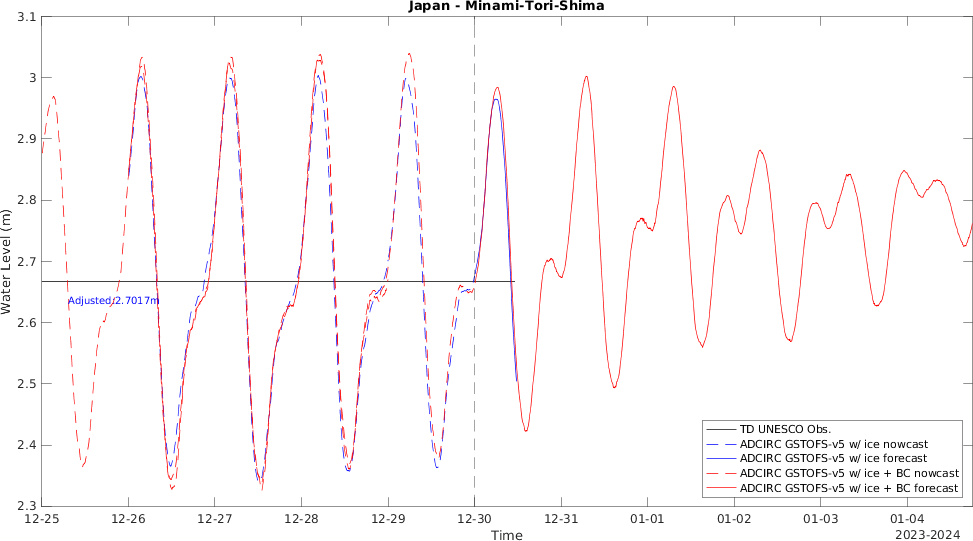 Japan - Minami-Tori-Shima
3.1
3
2.9
2.8
2.7
2.6
2.5
2.4
2.3
Water Level (m)
Adjusted:2.7017m
TD UNESCO Obs.
ADCIRC GSTOFS-v5 w/ ice nowcast
ADCIRC GSTOFS-v5 w/ ice forecast
ADCIRC GSTOFS-v5 w/ ice + BC nowcast
ADCIRC GSTOFS-v5 w/ ice + BC forecast
12-25 12-26 12-27 12-28 12-29 12-30 12-31 01-01 01-02 01-03 01-04
Time
2023-2024